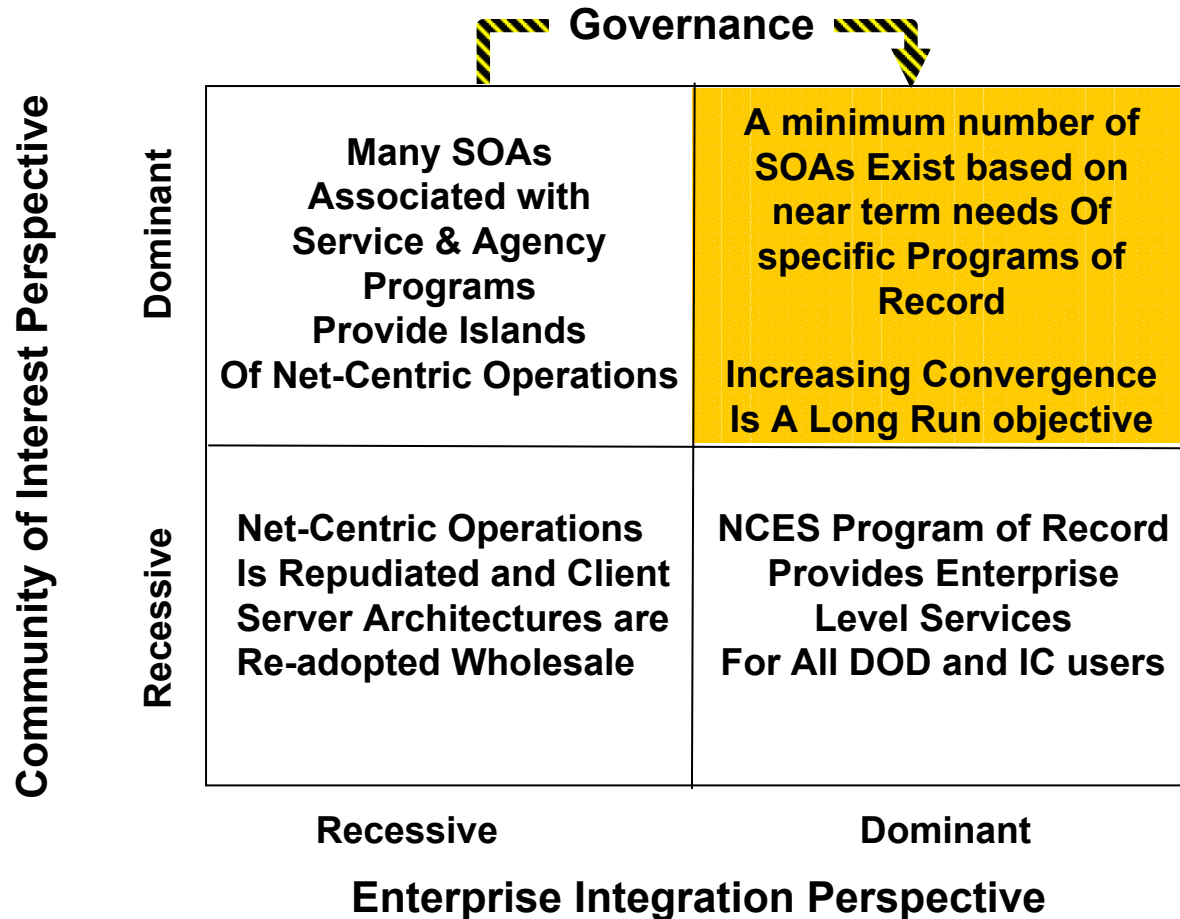 Governance
Community of Interest Perspective
Dominant
Many SOAs
Associated with
Service & Agency
Programs
Provide Islands
Of Net-Centric Operations
A minimum number of
SOAs Exist based on
near term needs Of
specific Programs of
Record
Increasing Convergence
Is A Long Run objective
Recessive
Net-Centric Operations
Is Repudiated and Client
Server Architectures are
Re-adopted Wholesale
NCES Program of Record
Provides Enterprise
Level Services
For All DOD and IC users
Recessive
Dominant
Enterprise Integration Perspective